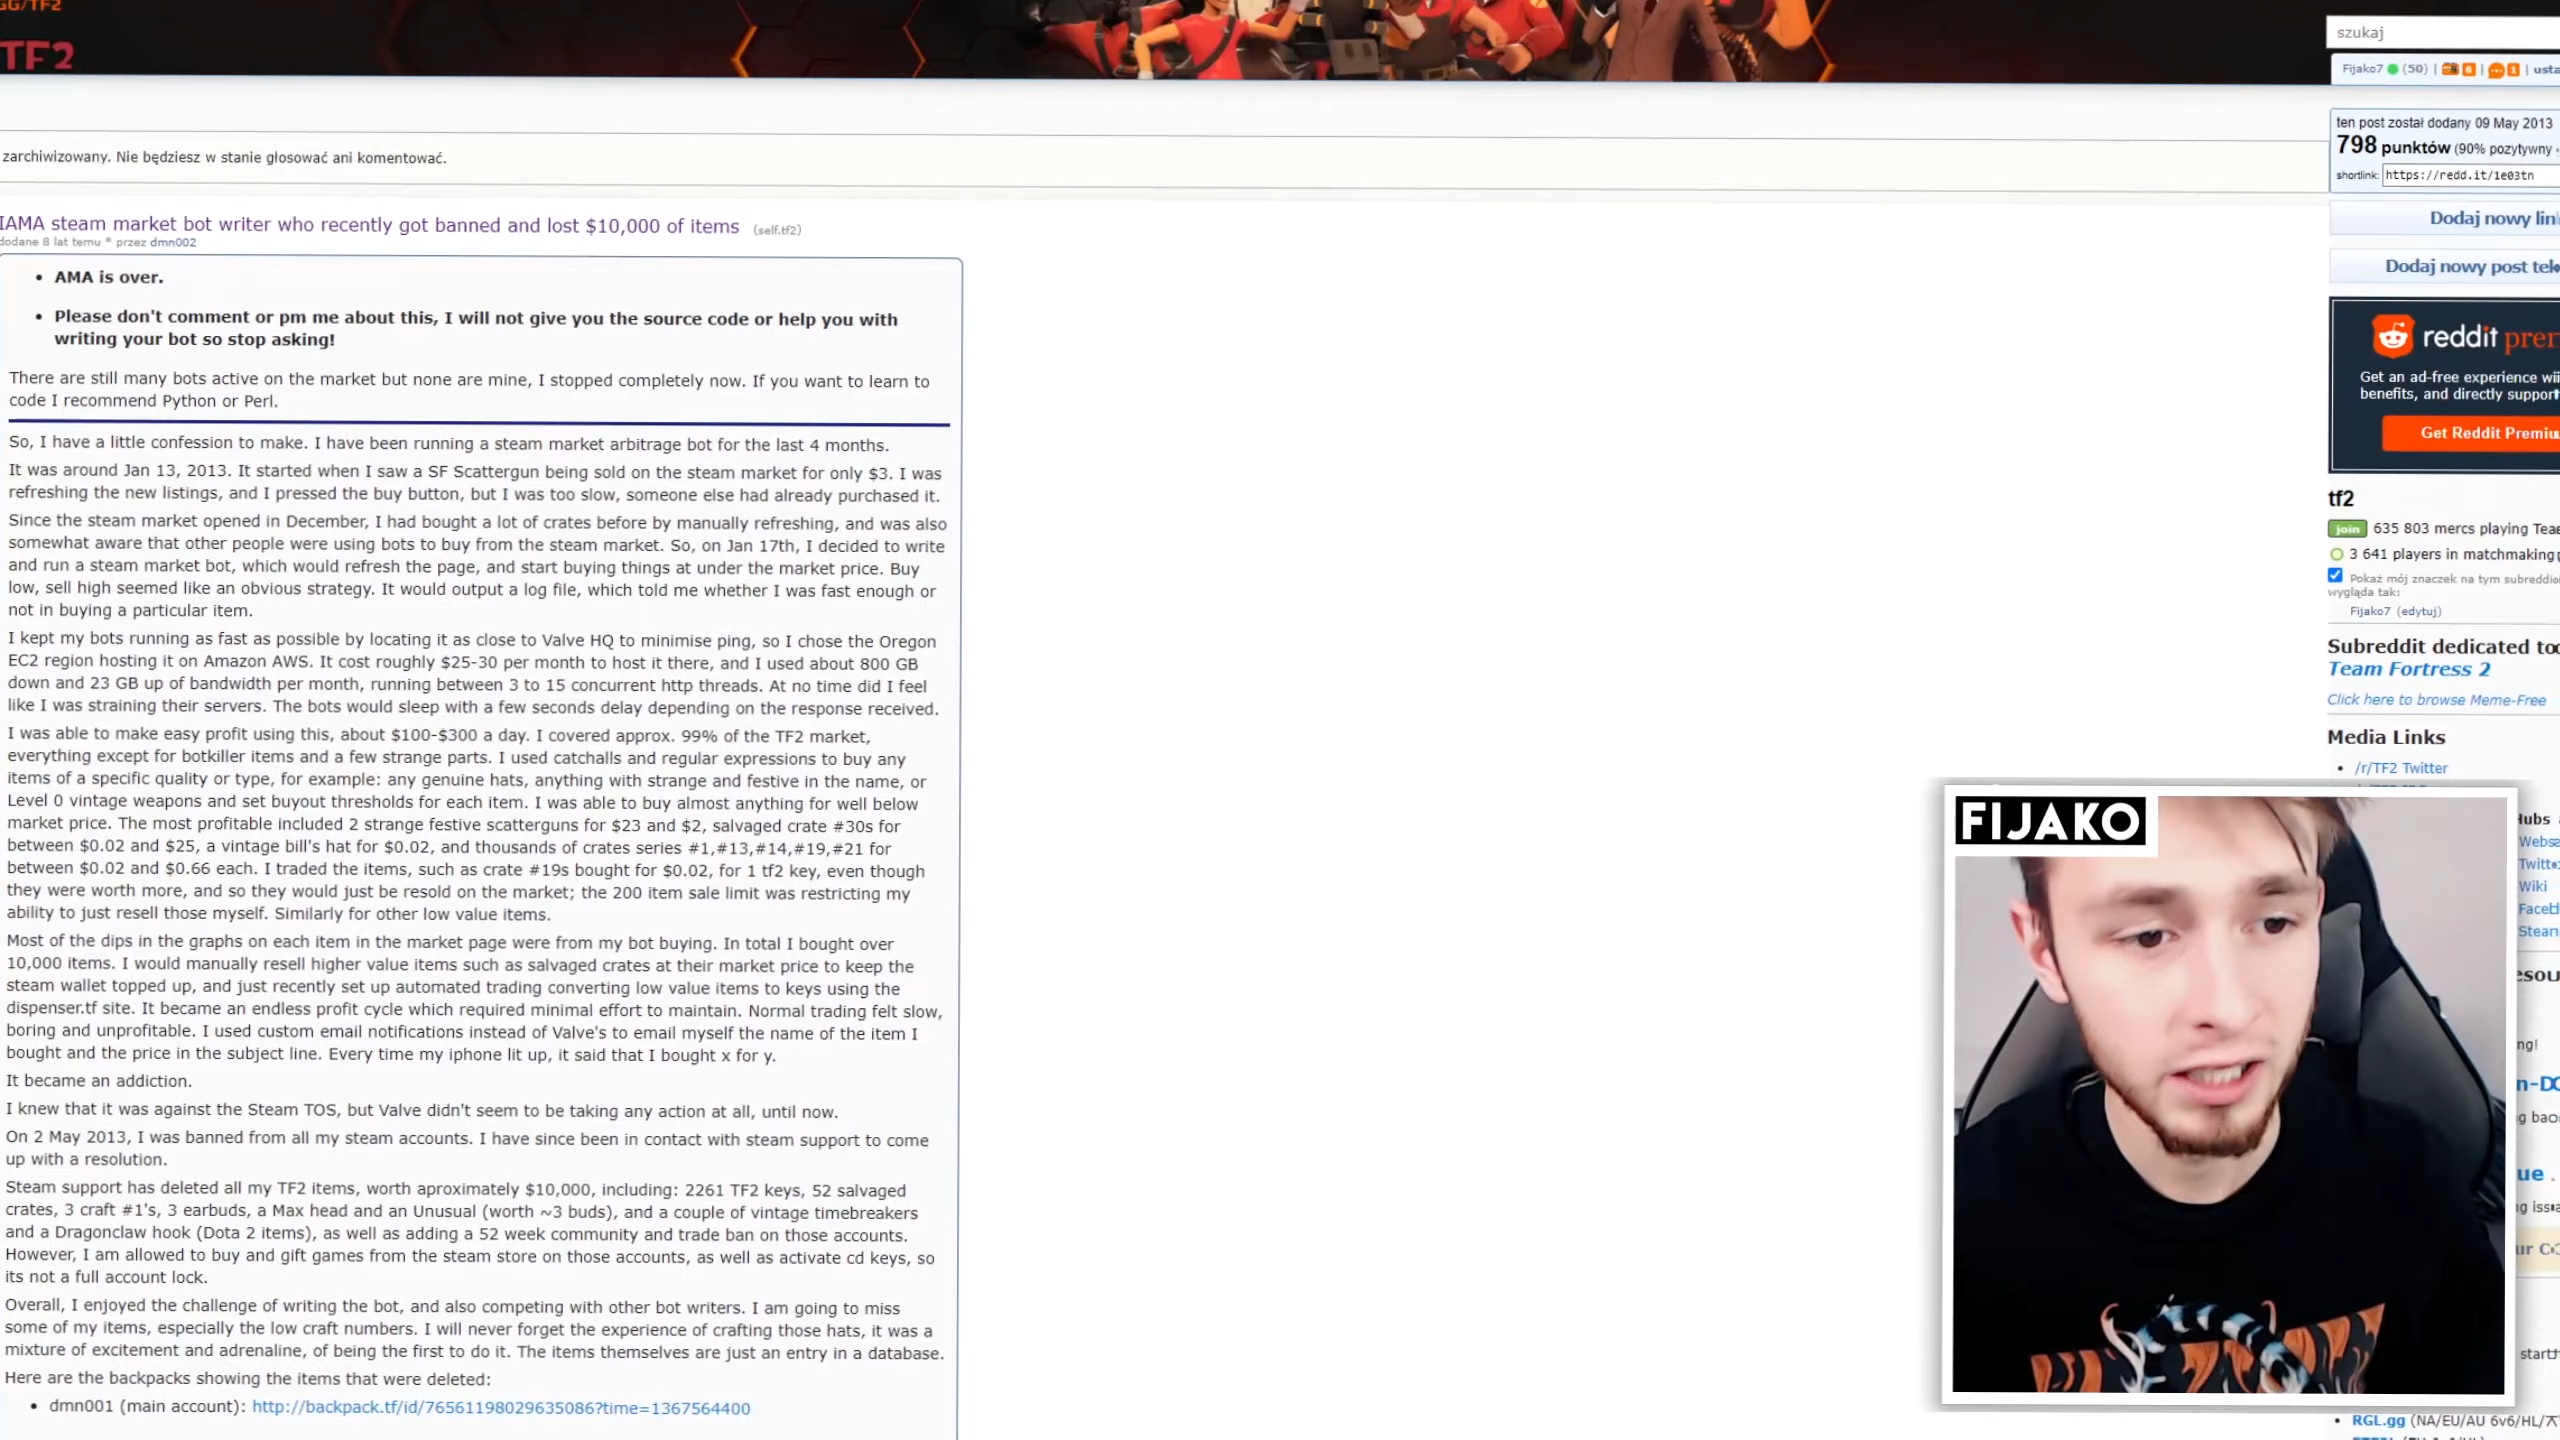 GG/TF2
TF2
szukaj
Fijako7 (50) | 6 | 1 | usta
ten post został dodany 09 May 2013
798 punktów (90% pozytywny
shortlink: https://redd.it/1e03tn
zarchiwizowany. Nie będziesz w stanie głosować ani komentować.
IAMA steam market bot writer who recently got banned and lost $10,000 of items (self.tf2)
dodane 8 lat temu * przez dmn002
• AMA is over.
• Please don't comment or pm me about this, I will not give you the source code or help you with
writing your bot so stop asking!
There are still many bots active on the market but none are mine, I stopped completely now. If you want to learn to
code I recommend Python or Perl.
So, I have a little confession to make. I have been running a steam market arbitrage bot for the last 4 months.
It was around Jan 13, 2013. It started when I saw a SF Scattergun being sold on the steam market for only $3. I was
refreshing the new listings, and I pressed the buy button, but I was too slow, someone else had already purchased it.
Since the steam market opened in December, I had bought a lot of crates before by manually refreshing, and was also
somewhat aware that other people were using bots to buy from the steam market. So, on Jan 17th, I decided to write
and run a steam market bot, which would refresh the page, and start buying things at under the market price. Buy
low, sell high seemed like an obvious strategy. It would output a log file, which told me whether I was fast enough or
not in buying a particular item.
I kept my bots running as fast as possible by locating it as close to Valve HQ to minimise ping, so I chose the Oregon
EC2 region hosting it on Amazon AWS. It cost roughly $25-30 per month to host it there, and I used about 800 GB
down and 23 GB up of bandwidth per month, running between 3 to 15 concurrent http threads. At no time did I feel
like I was straining their servers. The bots would sleep with a few seconds delay depending on the response received.
I was able to make easy profit using this, about $100-$300 a day. I covered approx. 99% of the TF2 market,
everything except for botkiller items and a few strange parts. I used catchalls and regular expressions to buy any
items of a specific quality or type, for example: any genuine hats, anything with strange and festive in the name, or
Level 0 vintage weapons and set buyout thresholds for each item. I was able to buy almost anything for well below
market price. The most profitable included 2 strange festive scatterguns for $23 and $2, salvaged crate #30s for
between $0.02 and $25, a vintage bill's hat for $0.02, and thousands of crates series #1,#13,#14,#19,#21 for
between $0.02 and $0.66 each. I traded the items, such as crate #19s bought for $0.02, for 1 tf2 key, even though
they were worth more, and so they would just be resold on the market; the 200 item sale limit was restricting my
ability to just resell those myself. Similarly for other low value items.
Most of the dips in the graphs on each item in the market page were from my bot buying. In total I bought over
10,000 items. I would manually resell higher value items such as salvaged crates at their market price to keep the
steam wallet topped up, and just recently set up automated trading converting low value items to keys using the
dispenser.tf site. It became an endless profit cycle which required minimal effort to maintain. Normal trading felt slow,
boring and unprofitable. I used custom email notifications instead of Valve's to email myself the name of the item I
bought and the price in the subject line. Every time my iphone lit up, it said that I bought x for y.
It became an addiction.
I knew that it was against the Steam TOS, but Valve didn't seem to be taking any action at all, until now.
On 2 May 2013, I was banned from all my steam accounts. I have since been in contact with steam support to come
up with a resolution.
Steam support has deleted all my TF2 items, worth aproximately $10,000, including: 2261 TF2 keys, 52 salvaged
crates, 3 craft #1's, 3 earbuds, a Max head and an Unusual (worth ~3 buds), and a couple of vintage timebreakers
and a Dragonclaw hook (Dota 2 items), as well as adding a 52 week community and trade ban on those accounts.
However, I am allowed to buy and gift games from the steam store on those accounts, as well as activate cd keys, so
its not a full account lock.
Overall, I enjoyed the challenge of writing the bot, and also competing with other bot writers. I am going to miss
some of my items, especially the low craft numbers. I will never forget the experience of crafting those hats, it was a
mixture of excitement and adrenaline, of being the first to do it. The items themselves are just an entry in a database.
Here are the backpacks showing the items that were deleted:
• dmn001 (main account): http://backpack.tf/id/76561198029635086?time=1367564400
Dodaj nowy lin
Dodaj nowy post tek
reddit prem
Get an ad-free experience wi
benefits, and directly support
Get Reddit Premiu
tf2
join 635 803 mercs playing Tea
3 641 players in matchmaking
Pokaż mój znaczek na tym subreddi
wygląda tak:
Fijako7 (edytuj)
Subreddit dedicated to
Team Fortress 2
Click here to browse Meme-Free
Media Links
• /r/TF2 Twitter
FIJAKO
Hubs
Webs
Twitt
Wiki
Face
Stea
esou
ng!
n-D
g ba
ue .
g iss
ur C
start
• RGL.gg (NA/EU/AU 6v6/HL/